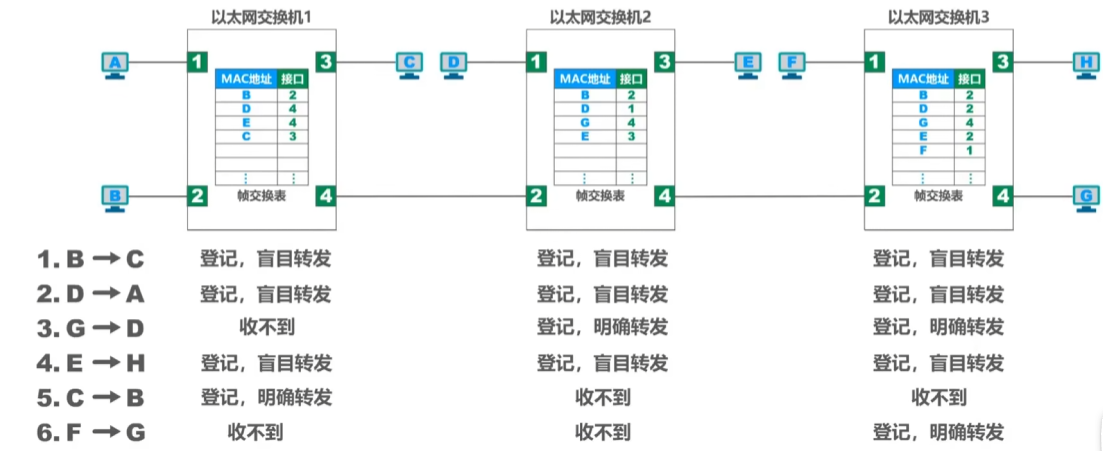 以太网交换机1 以太网交换机2 以太网交换机3
A 1 3 C D 1 3 E F 1 3 H
MAC地址 接口 MAC地址 接口 MAC地址 接口
B 2 B 2 B 2
D 4 D 1 D 2
E 4 G 4 G 4
C 3 E 3 E 2
F 1
⋮ ⋮ ⋮ ⋮ ⋮ ⋮
B 2 帧交换表 4 2 帧交换表 4 2 帧交换表 4 G
1. B → C 登记，盲目转发 登记，盲目转发 登记，盲目转发
2. D → A 登记，盲目转发 登记，盲目转发 登记，盲目转发
3. G → D 收不到 登记，明确转发 登记，明确转发
4. E → H 登记，盲目转发 登记，盲目转发 登记，盲目转发
5. C → B 登记，明确转发 收不到 收不到
6. F → G 收不到 收不到 登记，明确转发